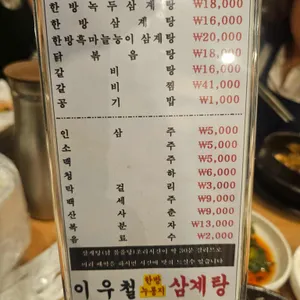 한방녹두삼계탕 ₩18,000
한방삼계탕 ₩16,000
한방흑마늘능이삼계탕 ₩20,000
닭볶음탕 ₩18,000
갈비탕 ₩16,000
갈비찜 ₩41,000
공기밥 ₩1,000
인삼주 ₩5,000
소주 ₩5,000
맥주 ₩5,000
청하 ₩6,000
막걸리 ₩3,000
백세주 ₩9,000
산사춘 ₩9,000
복분자 ₩13,000
음료수 ₩2,000
이우철 한방 누룽지 삼계탕